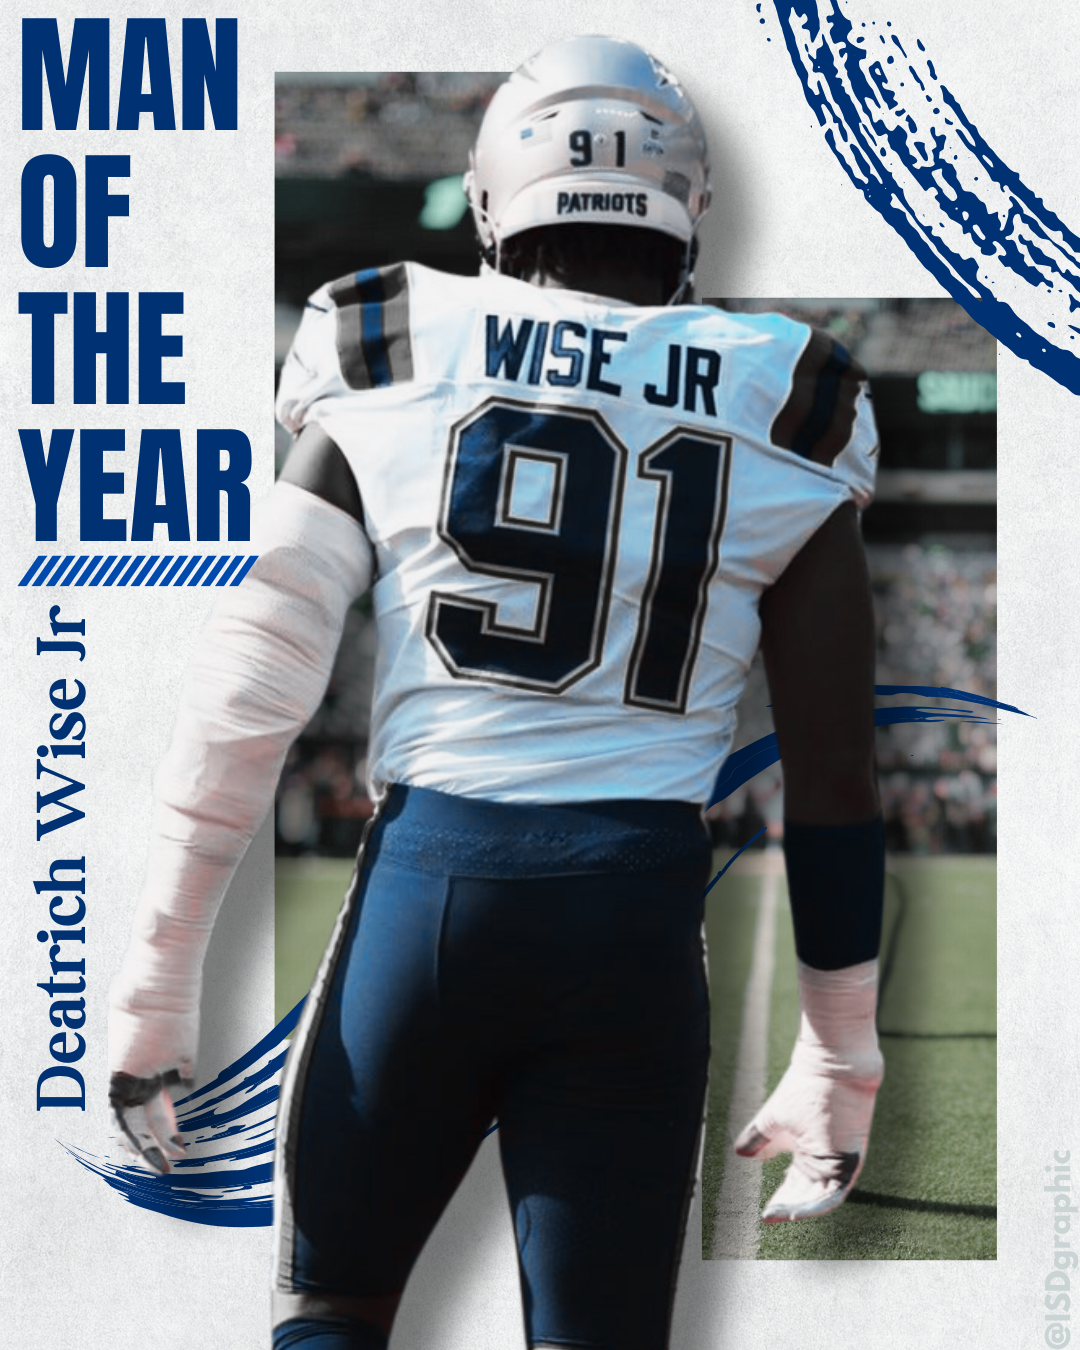 MAN
OF
THE
YEAR
Deatrich Wise Jr
91
PATRIOTS
WISE JR
91
@ISDgraphic